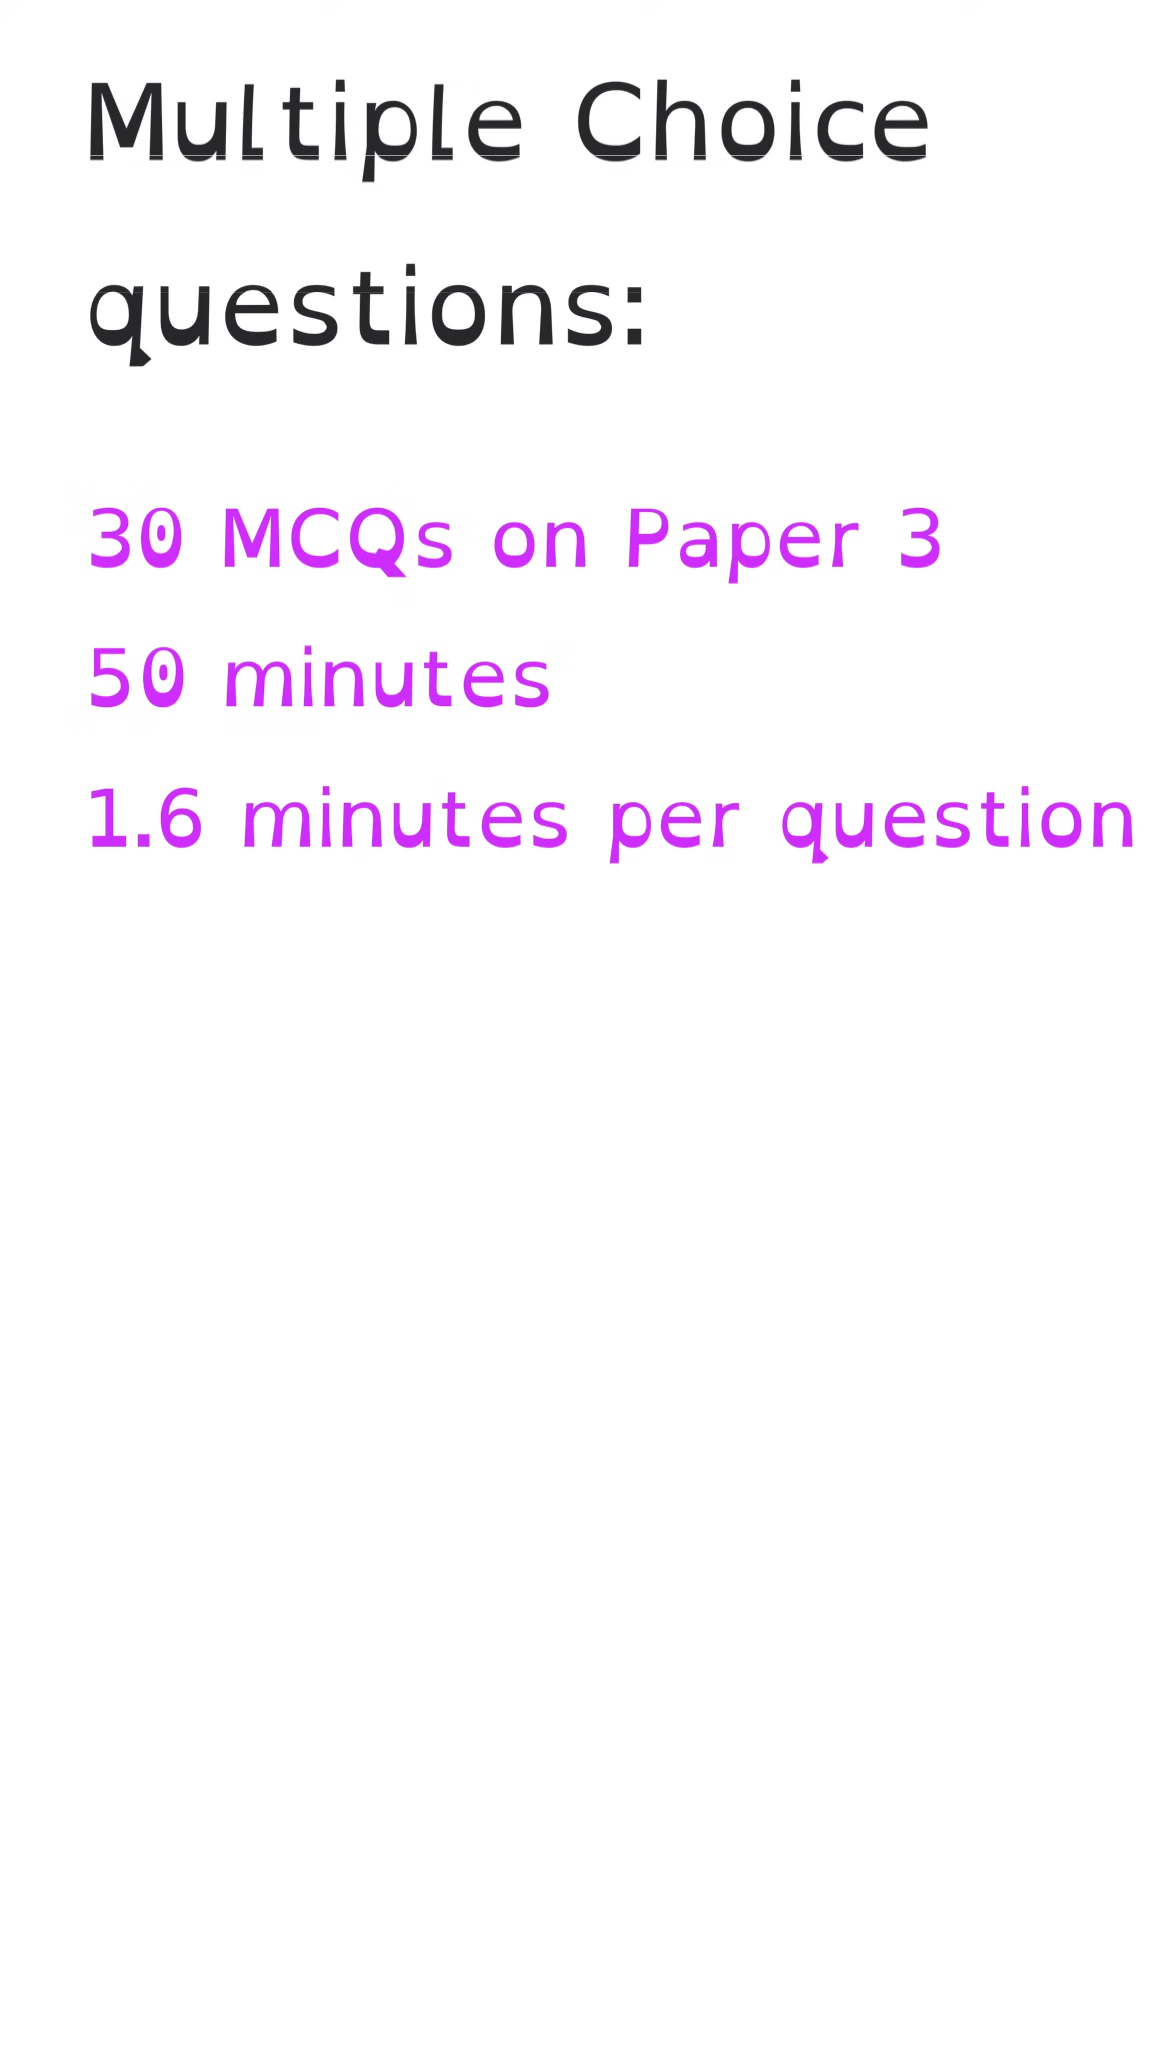 Multiple Choice
questions:
30 MCQs on Paper 3
50 minutes
1.6 minutes per question